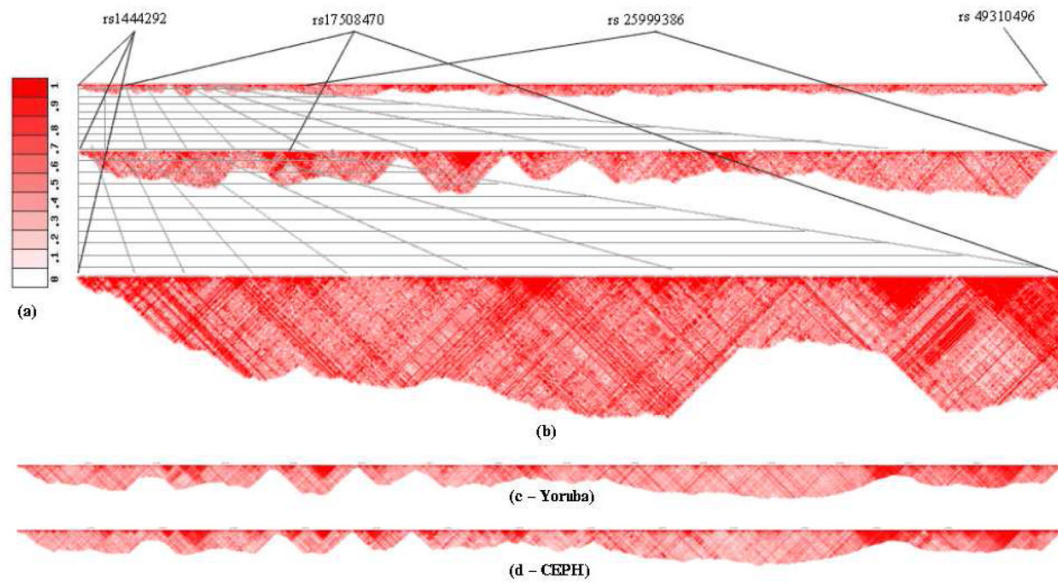 rs1444292 rs17508470 rs 25999386 rs 49310496
1
.9
.8
.7
.6
.5
.4
.3
.2
.1
0
(a)
(b)
(c – Yoruba)
(d – CEPH)